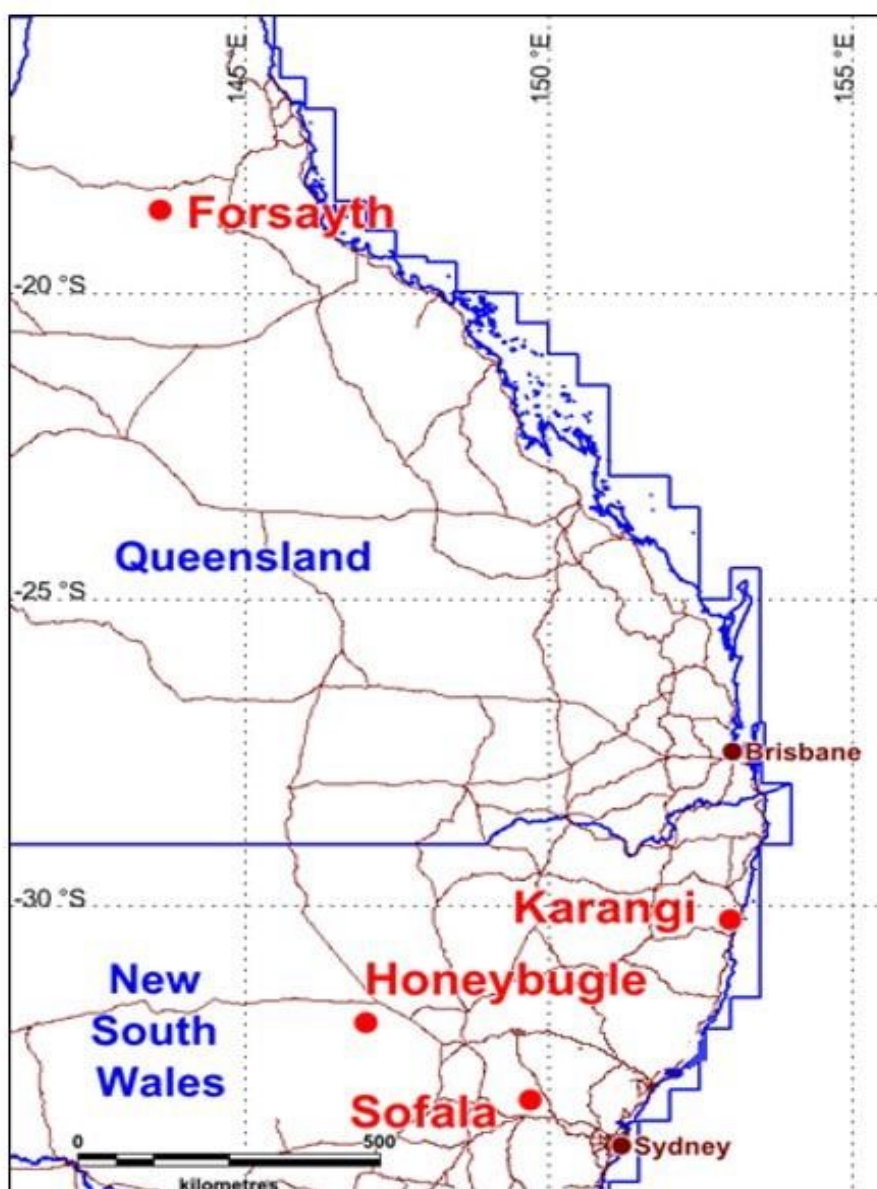 145 °E
150 °E
155 °E
Forsayth
-20 °S
Queensland
-25 °S
Brisbane
-30 °S
Karangi
New
South
Wales
Honeybugle
Sofala
0
500
kilometres
Sydney